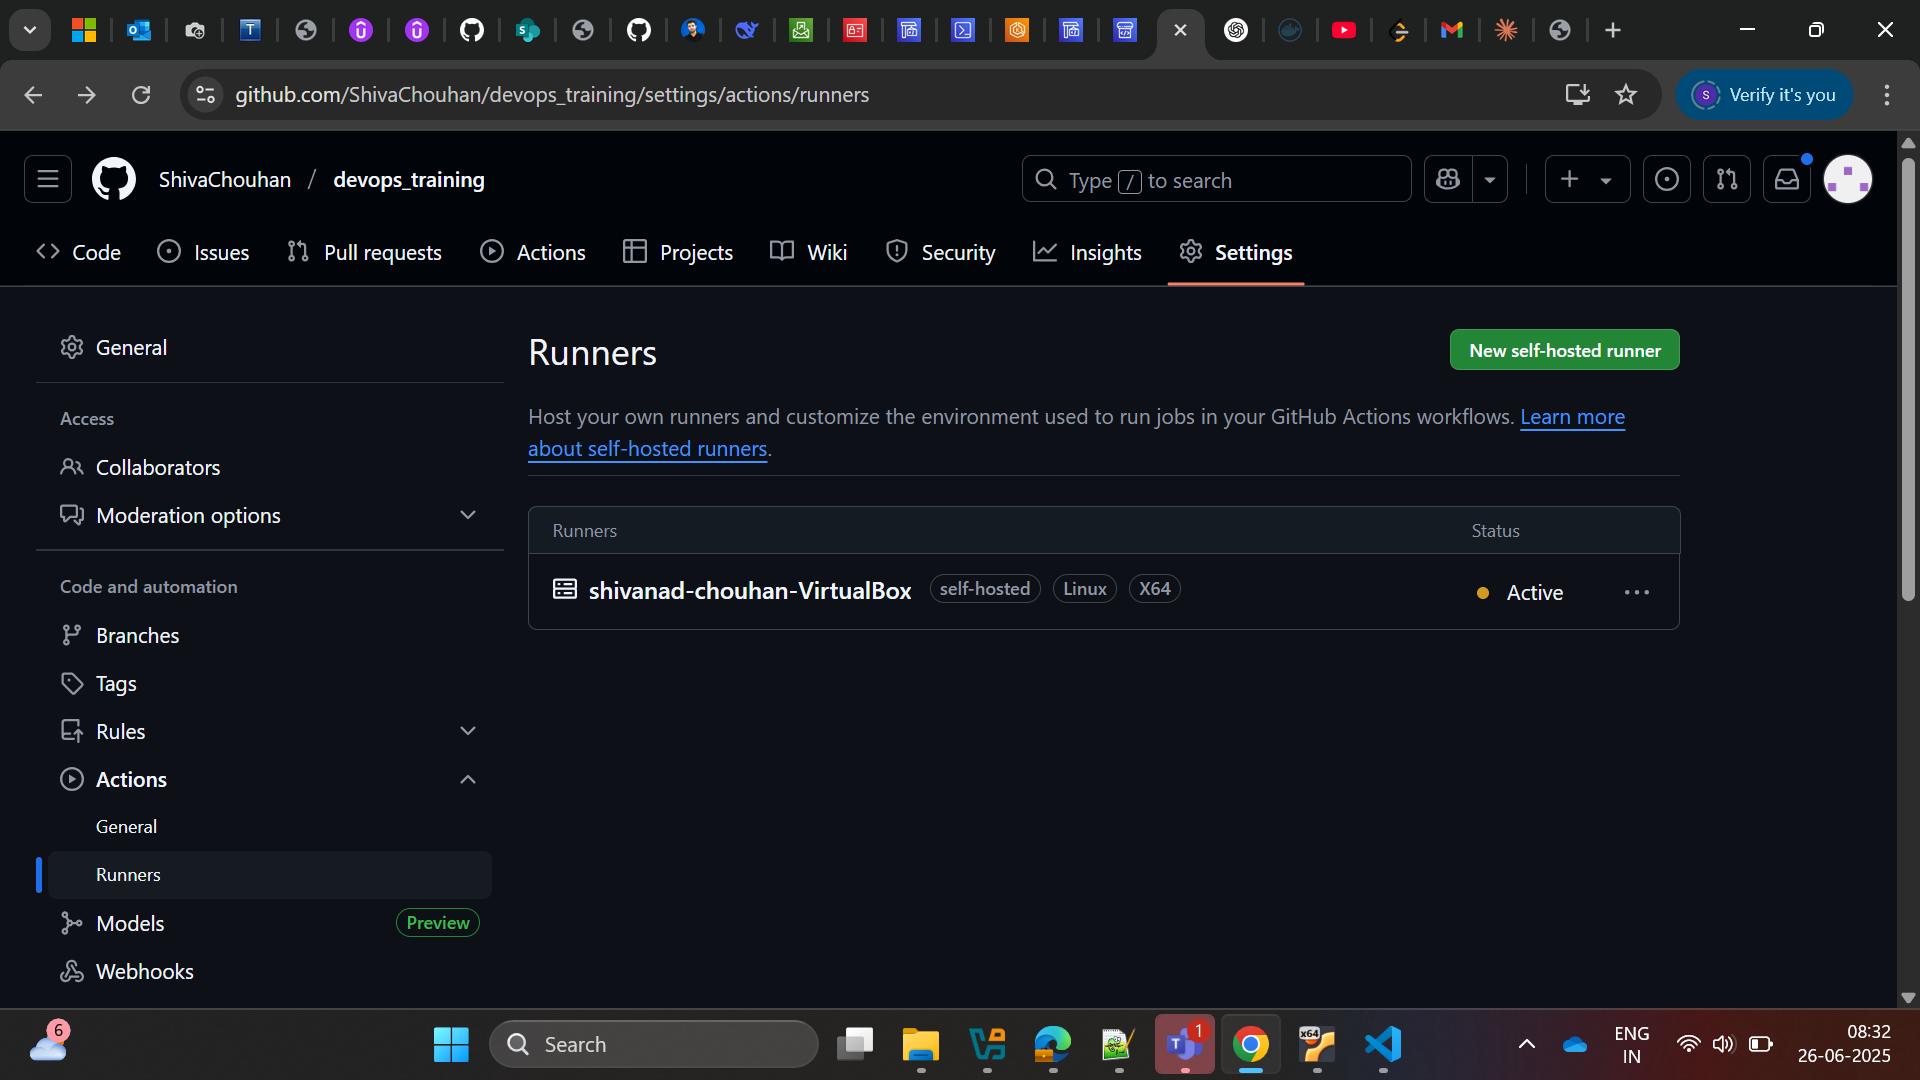 github.com/ShivaChouhan/devops_training/settings/actions/runners
Verify it's you
ShivaChouhan / devops_training
Type / to search
Code
Issues
Pull requests
Actions
Projects
Wiki
Security
Insights
Settings
General
Access
Collaborators
Moderation options
Code and automation
Branches
Tags
Rules
Actions
General
Runners
Models
Preview
Webhooks
Runners
New self-hosted runner
Host your own runners and customize the environment used to run jobs in your GitHub Actions workflows. Learn more
about self-hosted runners.
Runners
Status
shivanad-chouhan-VirtualBox
self-hosted
Linux
X64
Active
6
Search
1
x64
ENG
IN
08:32
26-06-2025